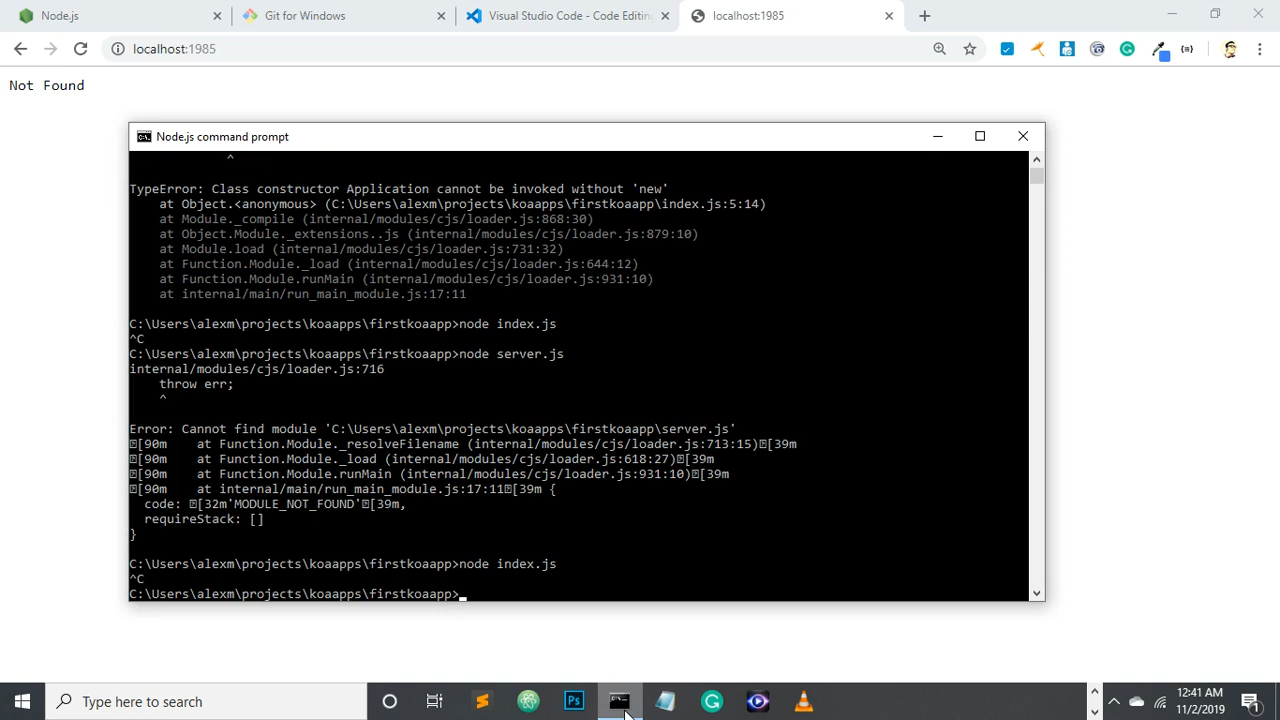 Node.js
Git for Windows
Visual Studio Code - Code Editin
localhost:1985
localhost:1985
Not Found
Node.js command prompt
^
TypeError: Class constructor Application cannot be invoked without 'new'
at Object.<anonymous> (C:\Users\alexm\projects\koaapps\firstkoaapp\index.js:5:14)
at Module._compile (internal/modules/cjs/loader.js:868:30)
at Object.Module._extensions..js (internal/modules/cjs/loader.js:879:10)
at Module.load (internal/modules/cjs/loader.js:731:32)
at Function.Module._load (internal/modules/cjs/loader.js:644:12)
at Function.Module.runMain (internal/modules/cjs/loader.js:931:10)
at internal/main/run_main_module.js:17:11
C:\Users\alexm\projects\koaapps\firstkoaapp>node index.js
^C
C:\Users\alexm\projects\koaapps\firstkoaapp>node server.js
internal/modules/cjs/loader.js:716
throw err;
^
Error: Cannot find module 'C:\Users\alexm\projects\koaapps\firstkoaapp\server.js'
[90m at Function.Module._resolveFilename (internal/modules/cjs/loader.js:713:15)[39m
[90m at Function.Module._load (internal/modules/cjs/loader.js:618:27)[39m
[90m at Function.Module.runMain (internal/modules/cjs/loader.js:931:10)[39m
[90m at internal/main/run_main_module.js:17:11[39m {
code: [32m'MODULE_NOT_FOUND'[39m,
requireStack: []
}
C:\Users\alexm\projects\koaapps\firstkoaapp>node index.js
^C
C:\Users\alexm\projects\koaapps\firstkoaapp>
Type here to search
Ps
12:41 AM
11/2/2019
1